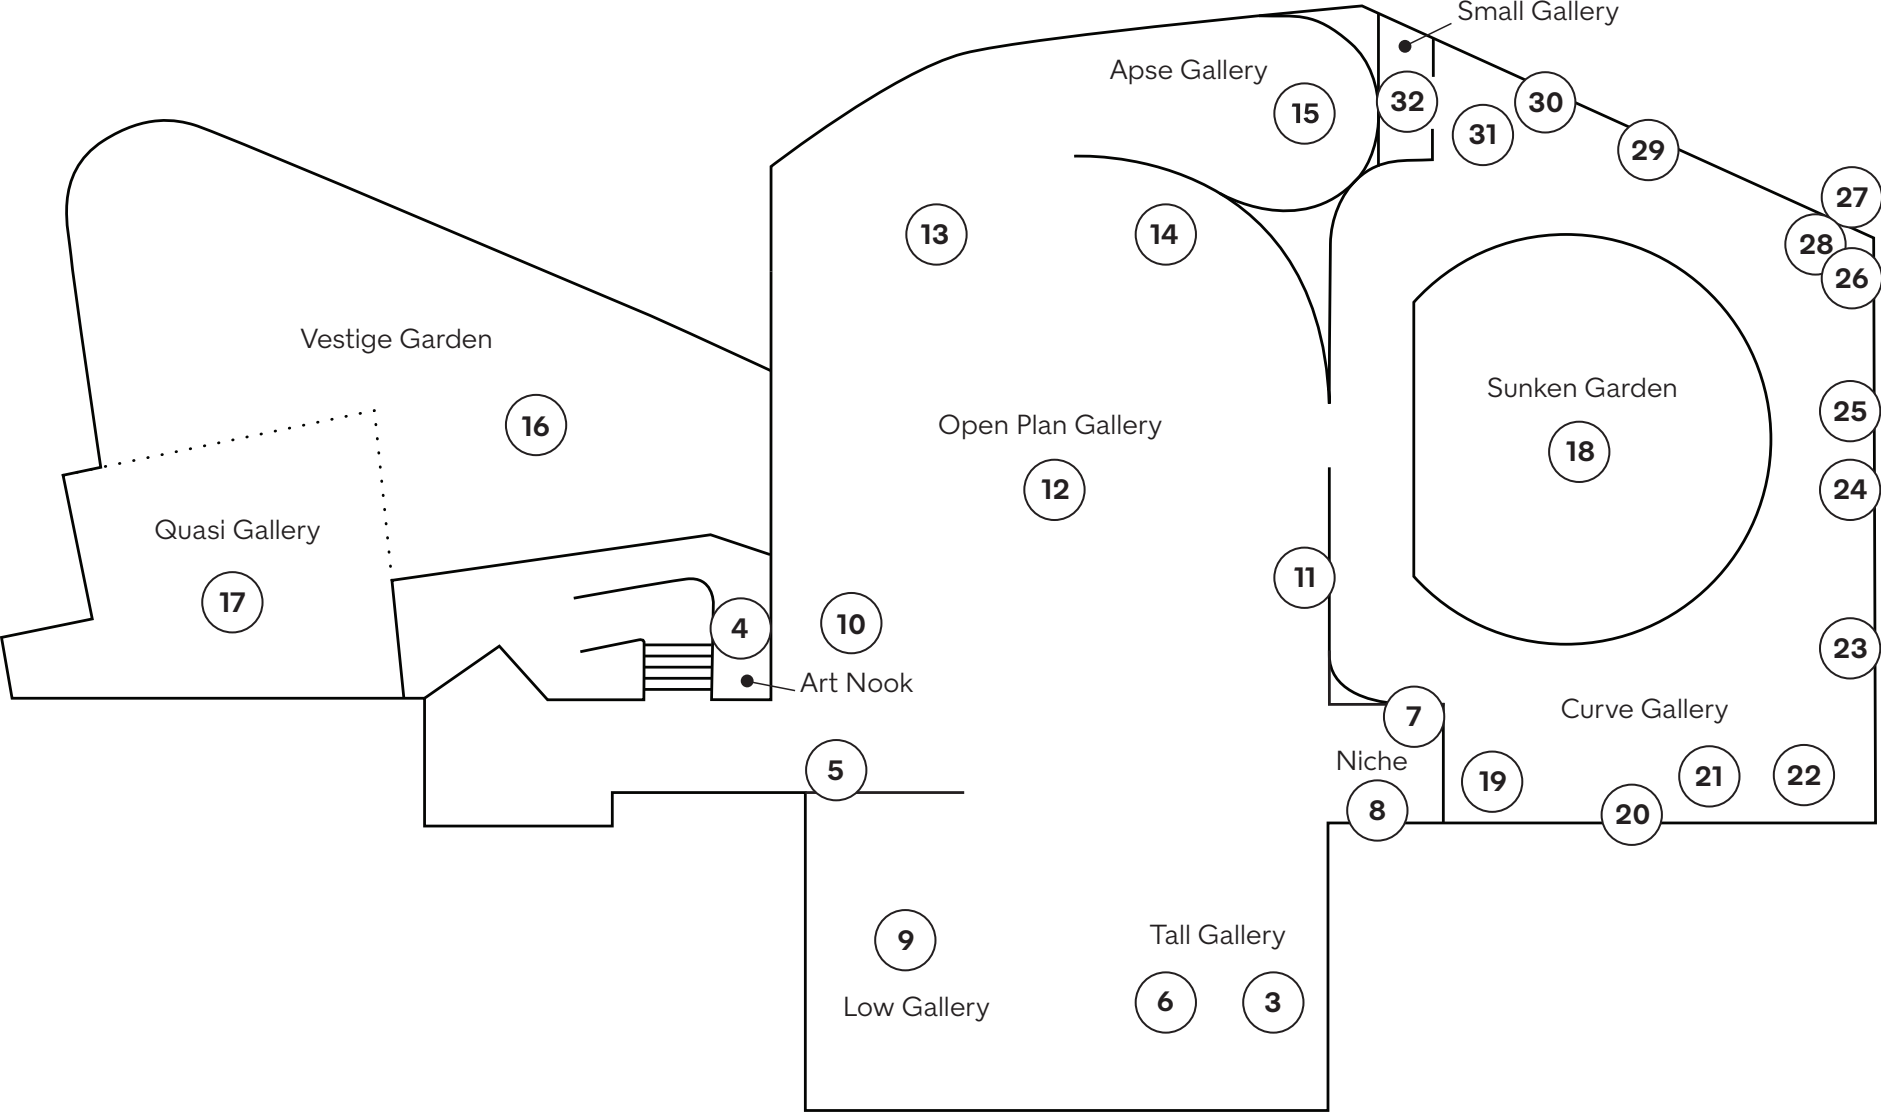 Small Gallery
Apse Gallery
32
30
15
31
29
27
13
14
28
26
Vestige Garden
Sunken Garden
25
16
Open Plan Gallery
18
12
24
Quasi Gallery
11
17
10
4
23
Art Nook
7
Curve Gallery
5
Niche
19
21
22
8
20
9
Tall Gallery
6
3
Low Gallery